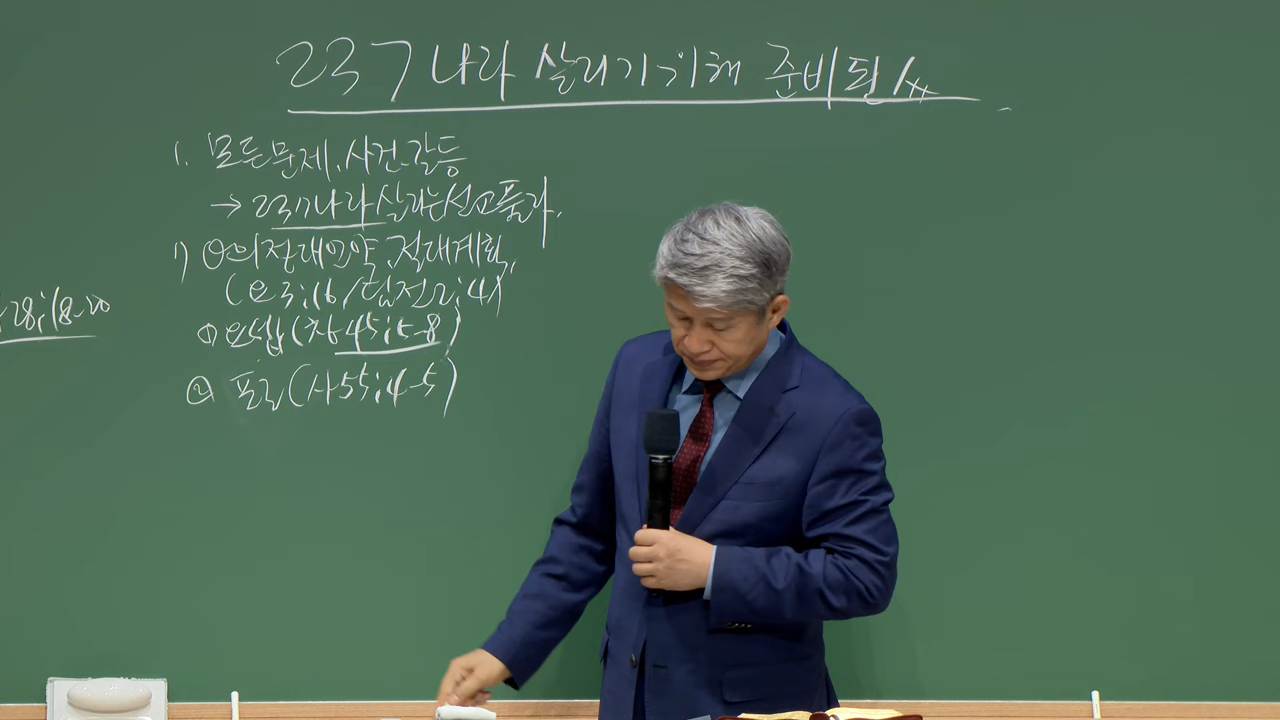 237나라 살리기위해 준비된
1. 모든문제, 사건, 갈등
→ 237나라 살리는선교
1) 의절대언약, 절대계획,
(요3:16/딤전2:4)
① 요셉(창45:5-8)
28:18-20
② 포로(사55:4-5)